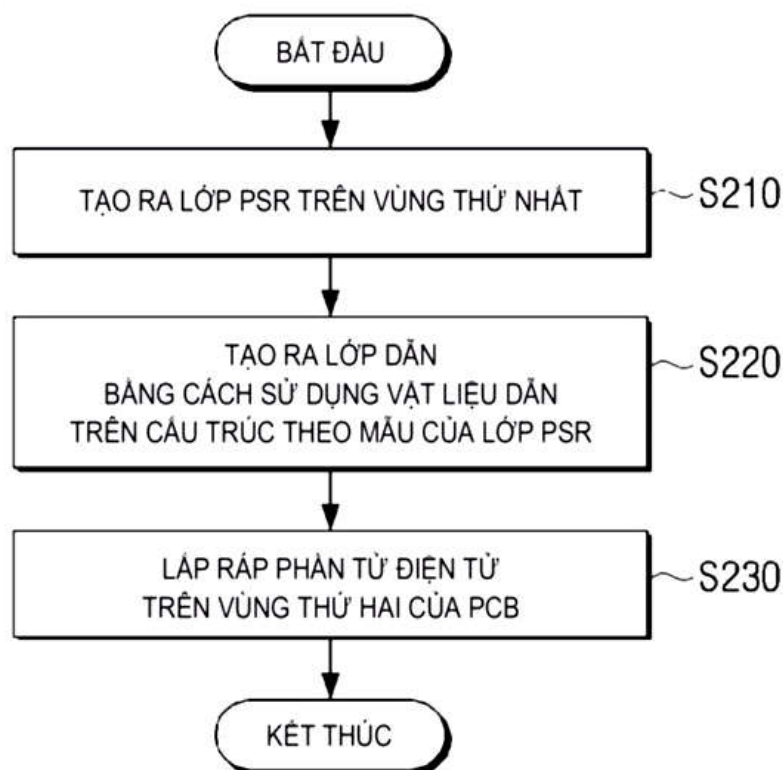 BẮT ĐẦU
TẠO RA LỚP PSR TRÊN VÙNG THỨ NHẤT
S210
TẠO RA LỚP DẪN
BẰNG CÁCH SỬ DỤNG VẬT LIỆU DẪN
TRÊN CẤU TRÚC THEO MẪU CỦA LỚP PSR
S220
LẮP RÁP PHẦN TỬ ĐIỆN TỬ
TRÊN VÙNG THỨ HAI CỦA PCB
S230
KẾT THÚC